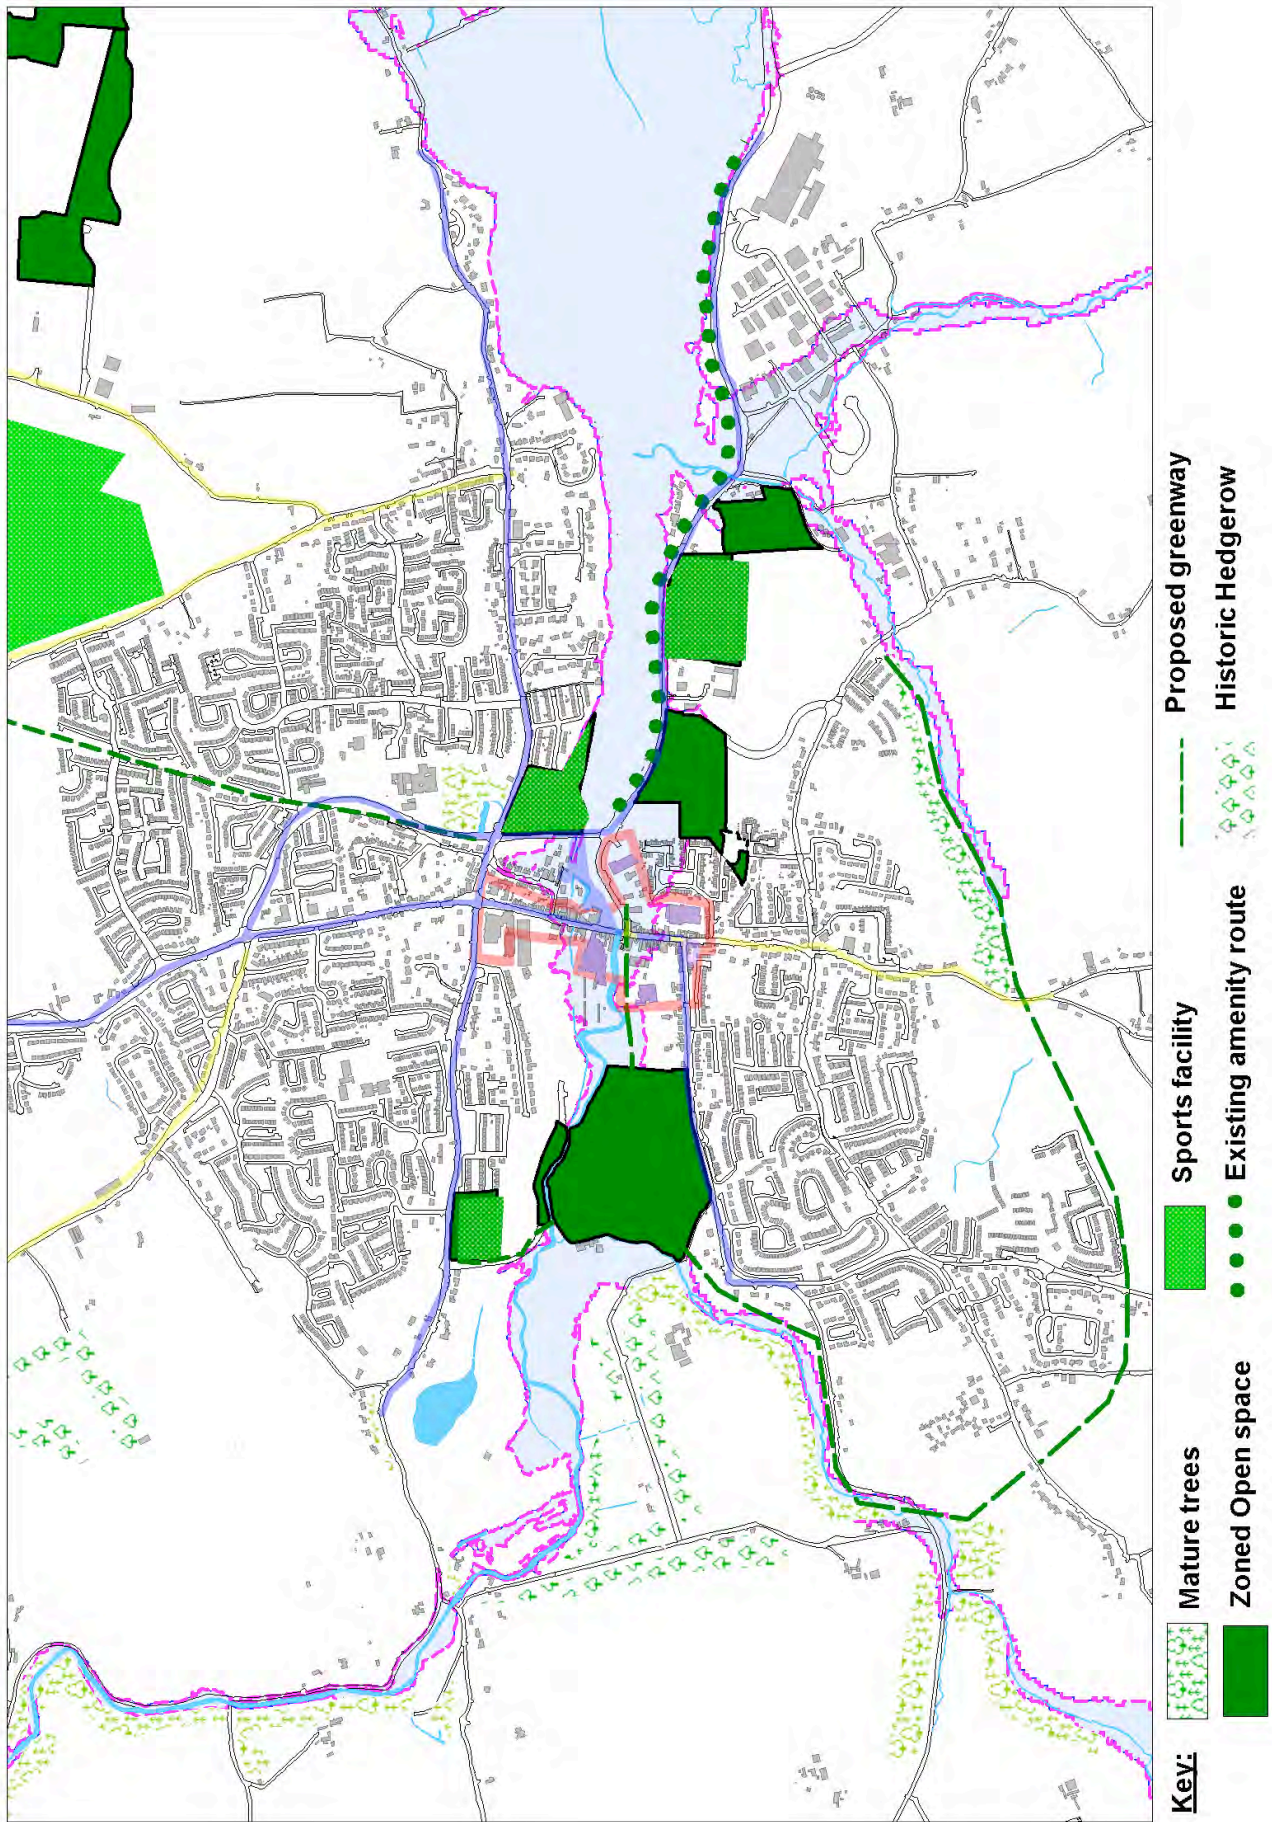 Key:
Mature trees
Sports facility
Proposed greenway
Zoned Open space
Existing amenity route
Historic Hedgerow